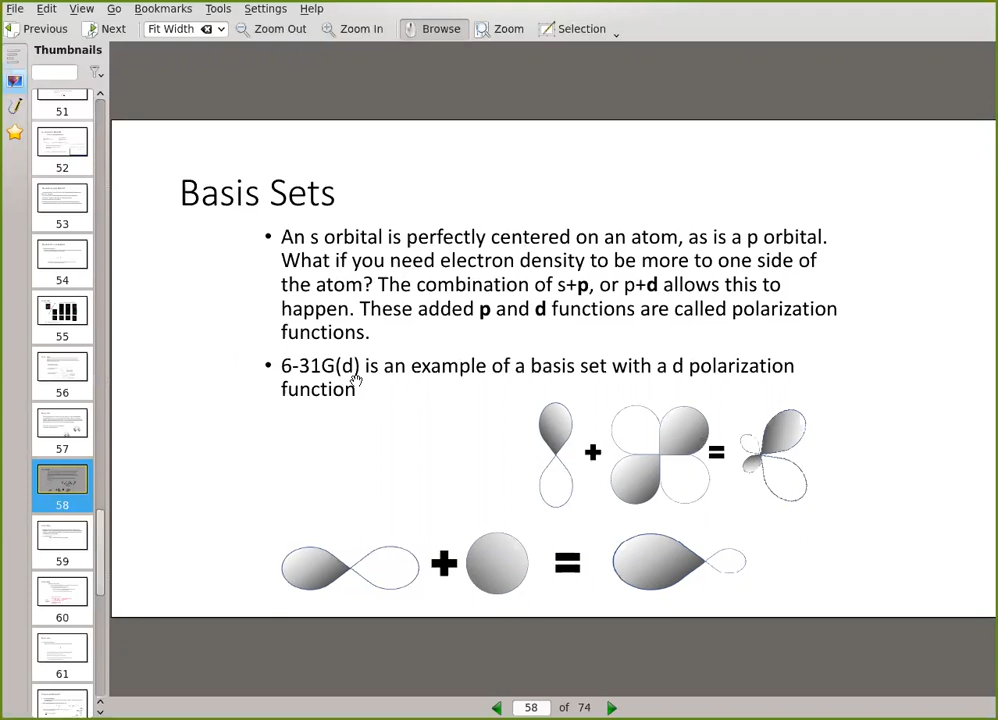 File Edit View Go Bookmarks Tools Settings Help
Previous Next Fit Width Zoom Out Zoom In Browse Zoom Selection
Thumbnails
51
52
53
54
55
56
57
58
59
60
61
Basis Sets
• An s orbital is perfectly centered on an atom, as is a p orbital.
What if you need electron density to be more to one side of
the atom? The combination of s+p, or p+d allows this to
happen. These added p and d functions are called polarization
functions.
• 6-31G(d) is an example of a basis set with a d polarization
function
+ =
+ =
58 of 74